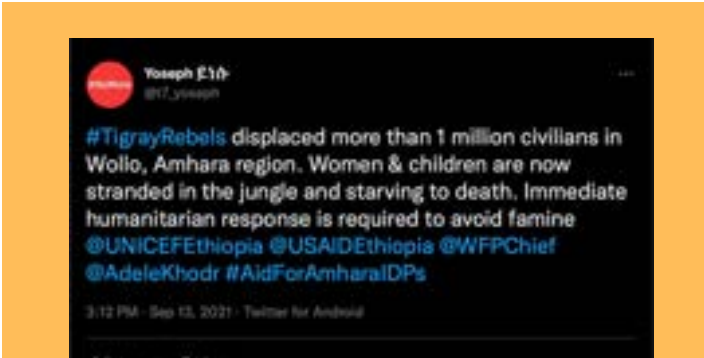 Yoseph
#TigrayRebels displaced more than 1 million civilians in
Wollo, Amhara region. Women & children are now
stranded in the jungle and starving to death. Immediate
humanitarian response is required to avoid famine
@UNICEFEthiopia @USAIDEthiopia @WFPChief
@AdeleKhodr #AidForAmharaIDPs
3:12 PM · Sep 13, 2021 · Twitter for Android